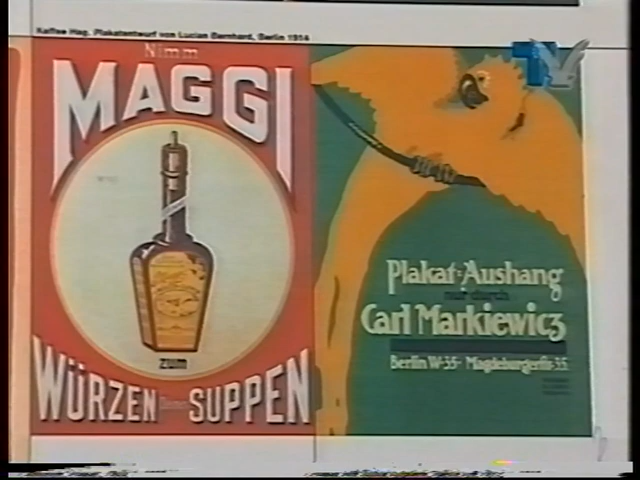 Kaffee Hag. Plakatentwurf von Lucian Bernhard, Berlin 1914
TV
Nimm
MAGGI
zum
WÜRZEN SUPPEN
Plakat=Aushang
nur durch
Carl Markiewicz
Berlin W·35· Magdeburgerstr·35